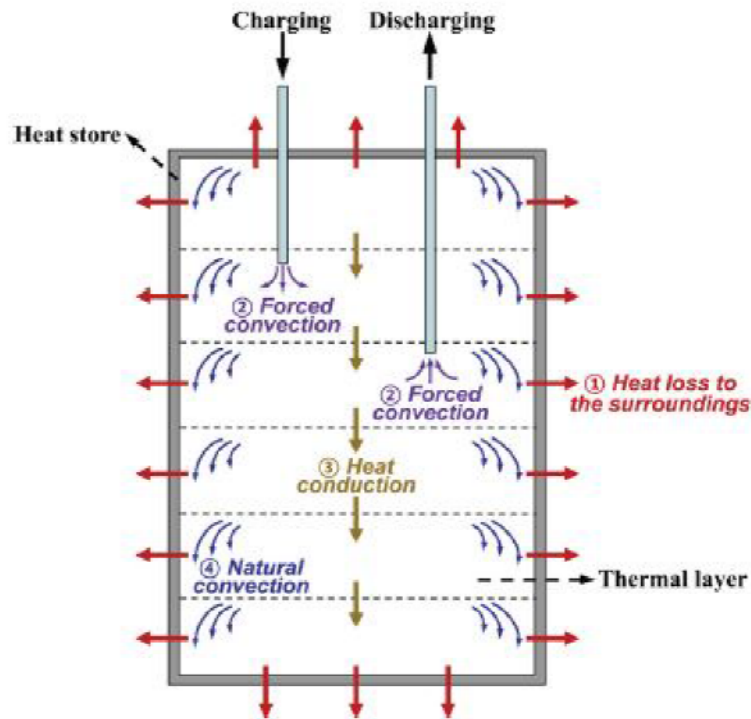 Charging
Discharging
Heat store
② Forced
convection
② Forced
convection
① Heat loss to
the surroundings
③ Heat
conduction
④ Natural
convection
Thermal layer